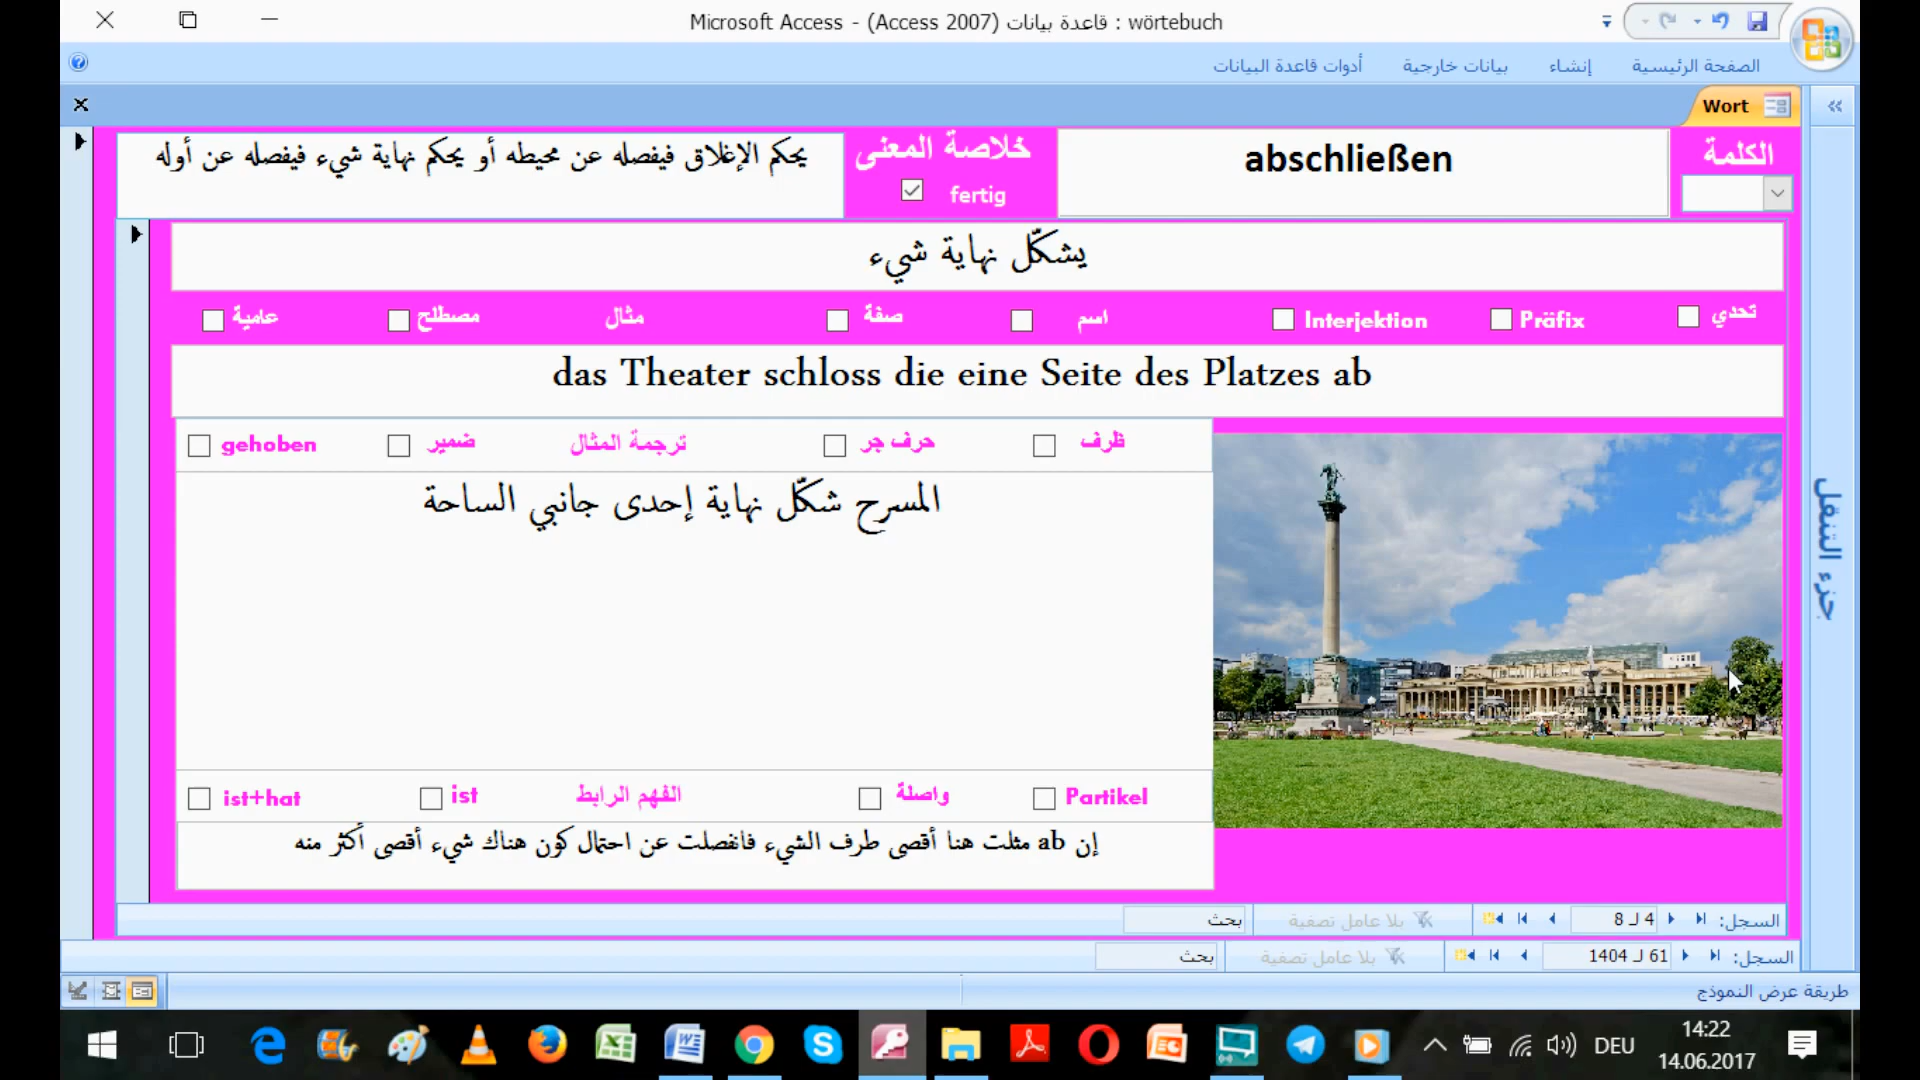 Microsoft Access - (Access 2007) قاعدة بيانات : wörtebuch
الصفحة الرئيسية إنشاء بيانات خارجية أدوات قاعدة البيانات
Wort
الكلمة
abschließen
خلاصة المعنى
fertig
يحكم الإغلاق فيفصله عن محيطه أو يحكم نهاية شيء فيفصله عن أوله
يشكّل نهاية شيء
تحدي Präfix Interjektion اسم صفة مثال مصطلح عامية
das Theater schloss die eine Seite des Platzes ab
ظرف حرف جر ترجمة المثال ضمير gehoben
المسرح شكّل نهاية إحدى جانبي الساحة
Partikel واصلة الفهم الرابط ist ist+hat
إن ab مثلت هنا أقصى طرف الشيء فانفصلت عن احتمال كون هناك شيء أقصى أكثر منه
جزء التنقل
السجل: 4 لـ 8 بلا عامل تصفية بحث
السجل: 61 لـ 1404 بلا عامل تصفية بحث
طريقة عرض النموذج
DEU
14:22
14.06.2017